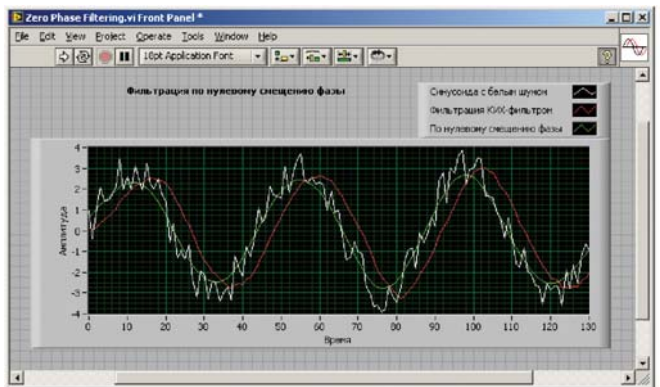 Zero Phase Filtering.vi Front Panel *
File Edit View Project Operate Tools Window Help
18pt Application Font
Фильтрация по нулевому смещению фазы
Синусоида с белым шумом
Фильтрация КИХ-фильтром
По нулевому смещению фазы
Амплитуда
4
3
2
1
0
-1
-2
-3
-4
0 10 20 30 40 50 60 70 80 90 100 110 120 130
Время